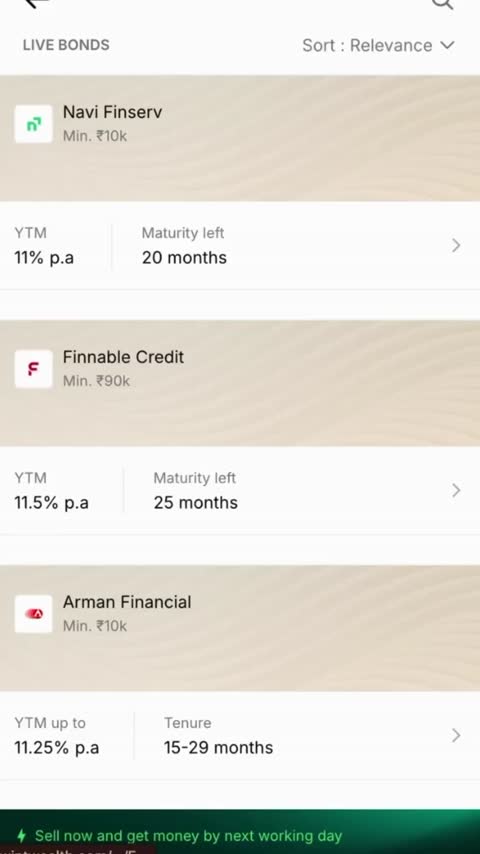 LIVE BONDS
Sort : Relevance
Navi Finserv
Min. ₹10k
YTM
Maturity left
11% p.a
20 months
Finnable Credit
Min. ₹90k
YTM
Maturity left
11.5% p.a
25 months
Arman Financial
Min. ₹10k
YTM up to
Tenure
11.25% p.a
15-29 months
Sell now and get money by next working day